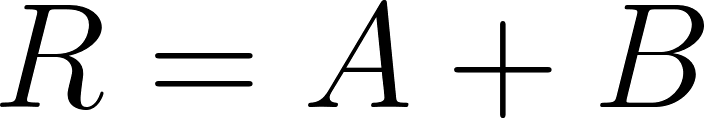 R = A + B